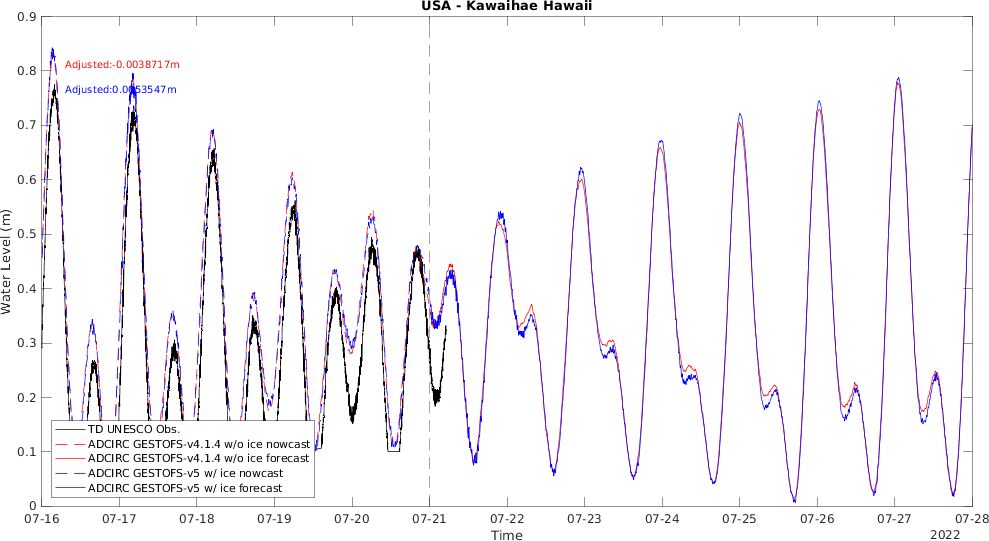 USA - Kawaihae Hawaii
0.9
0.8
0.7
0.6
0.5
0.4
0.3
0.2
0.1
0
Water Level (m)
Adjusted:-0.0038717m
Adjusted:0.0053547m
TD UNESCO Obs.
ADCIRC GESTOFS-v4.1.4 w/o ice nowcast
ADCIRC GESTOFS-v4.1.4 w/o ice forecast
ADCIRC GESTOFS-v5 w/ ice nowcast
ADCIRC GESTOFS-v5 w/ ice forecast
07-16 07-17 07-18 07-19 07-20 07-21 07-22 07-23 07-24 07-25 07-26 07-27 07-28
Time
2022